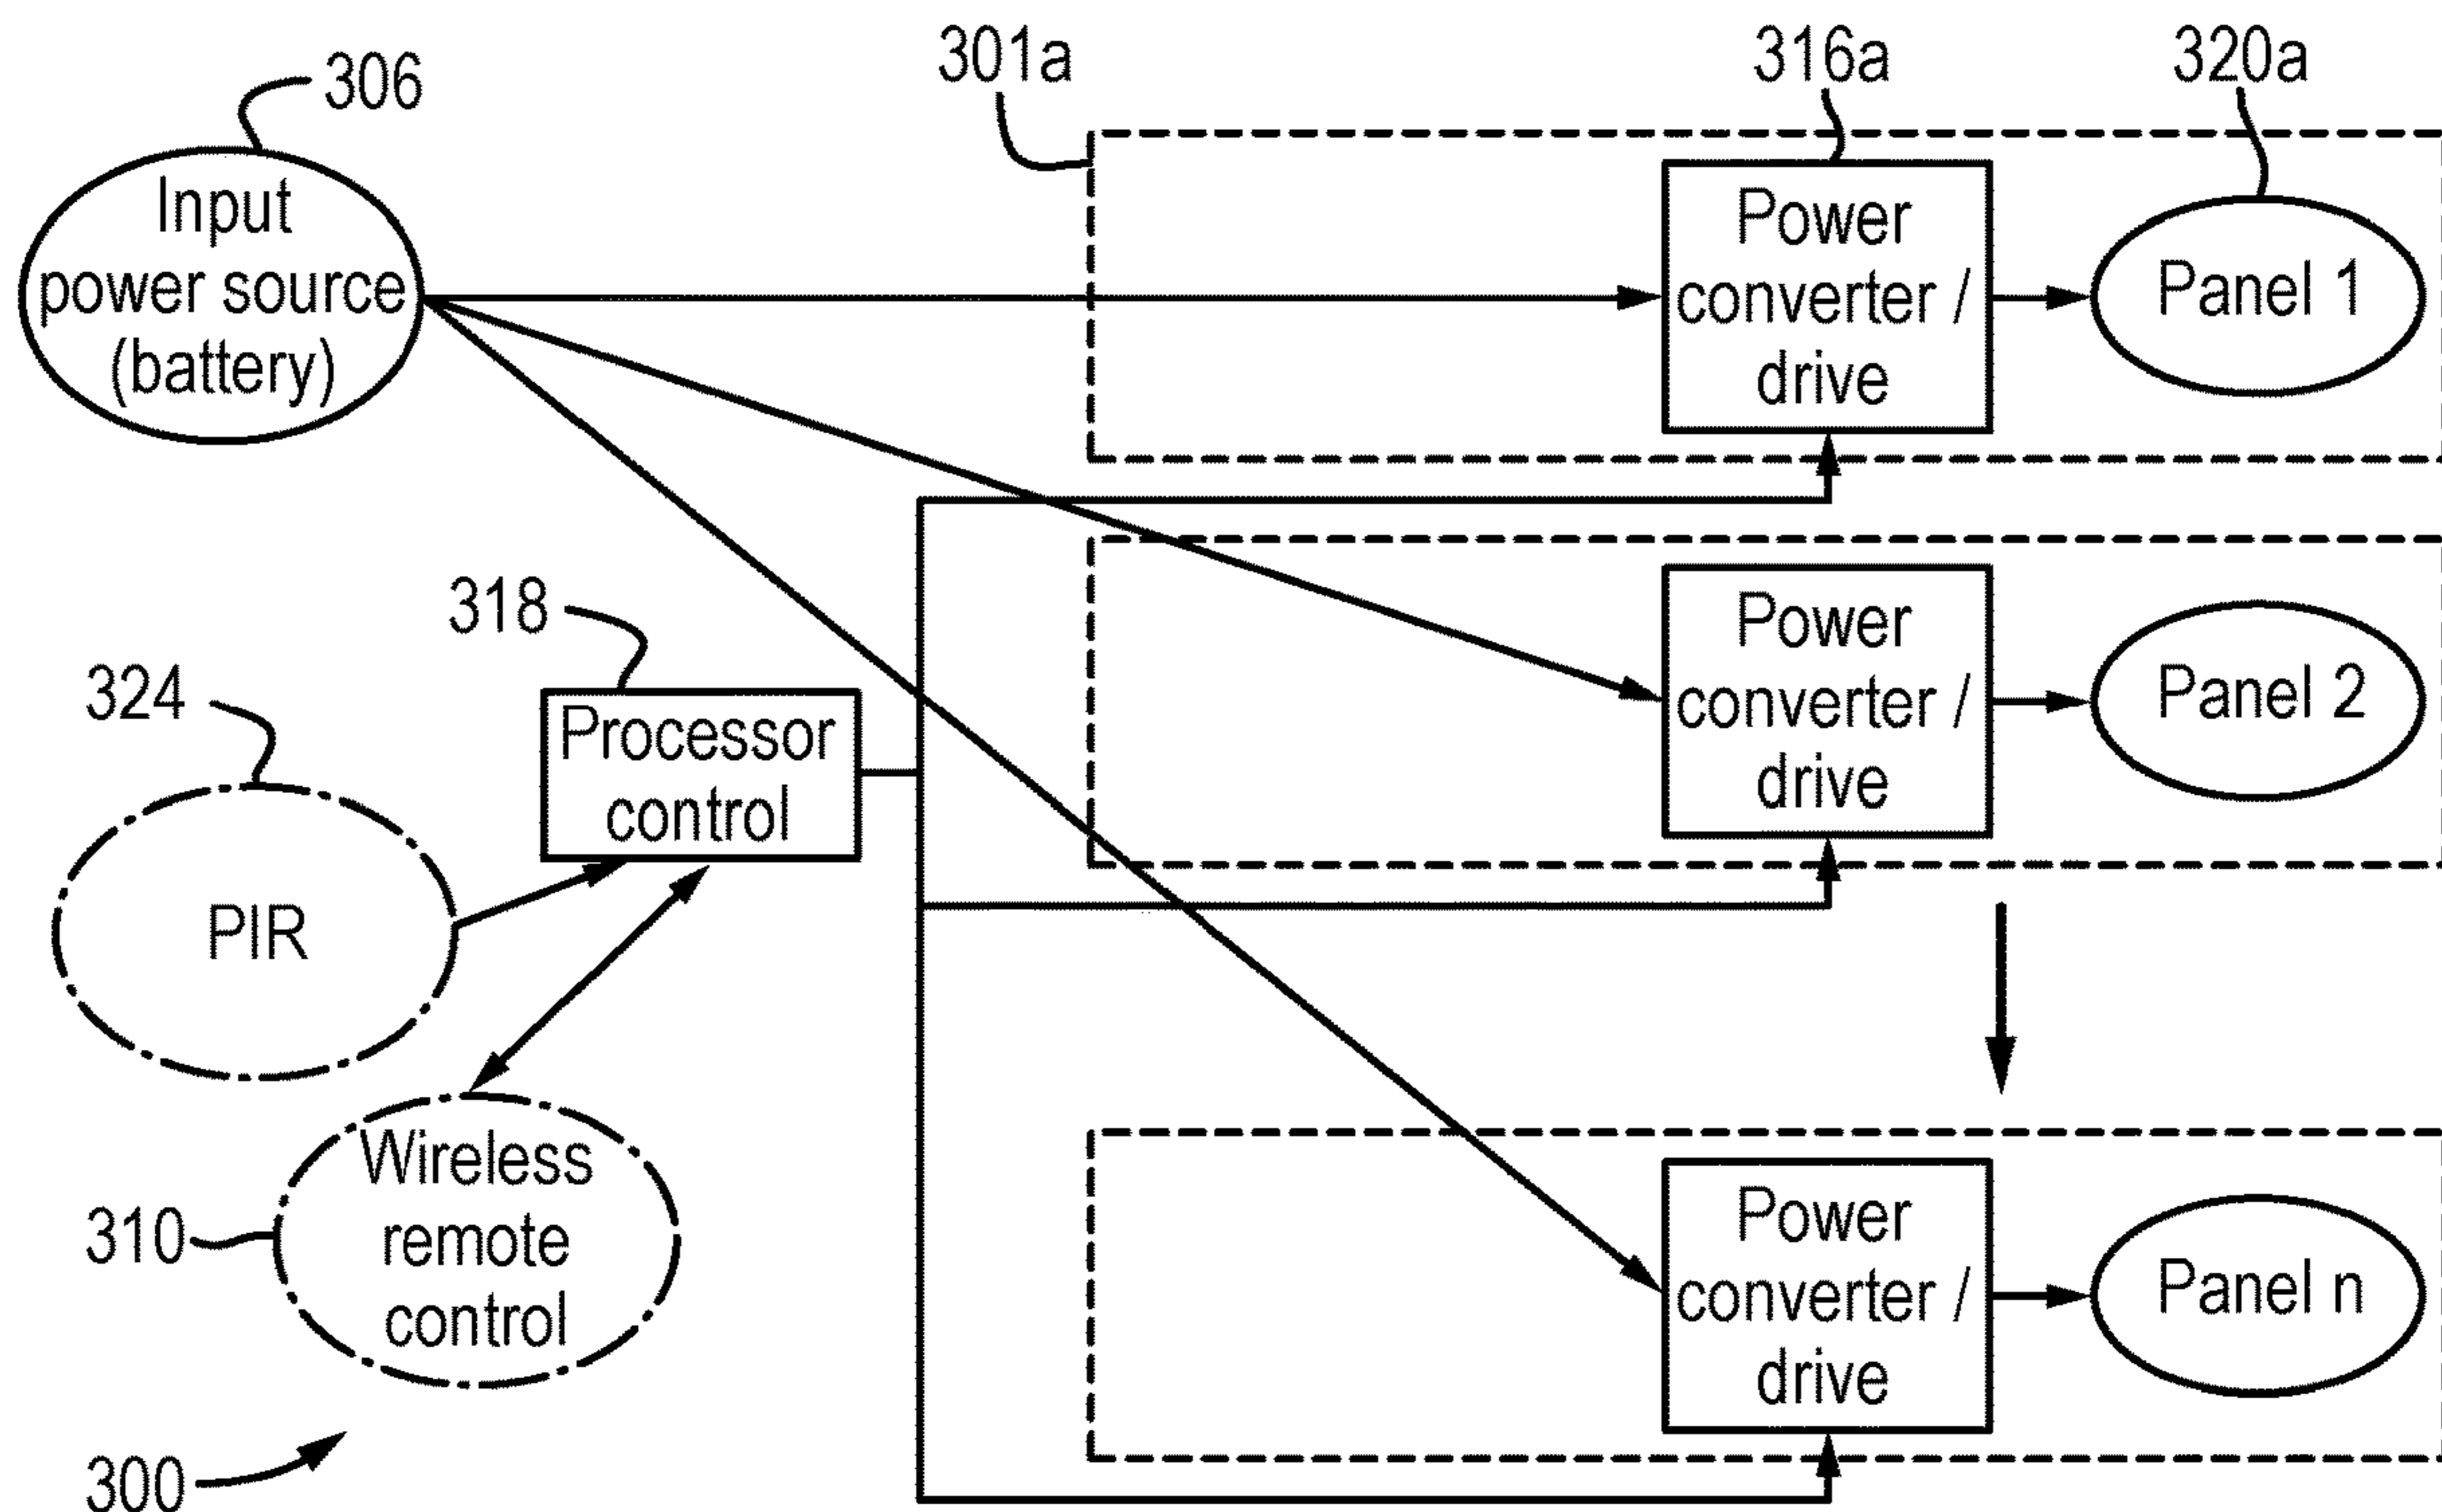 306
301a
316a
320a
Input
power source
(battery)
Power
converter /
drive
Panel 1
318
Processor
control
Power
converter /
drive
Panel 2
324
PIR
310
Wireless
remote
control
Power
converter /
drive
Panel n
300